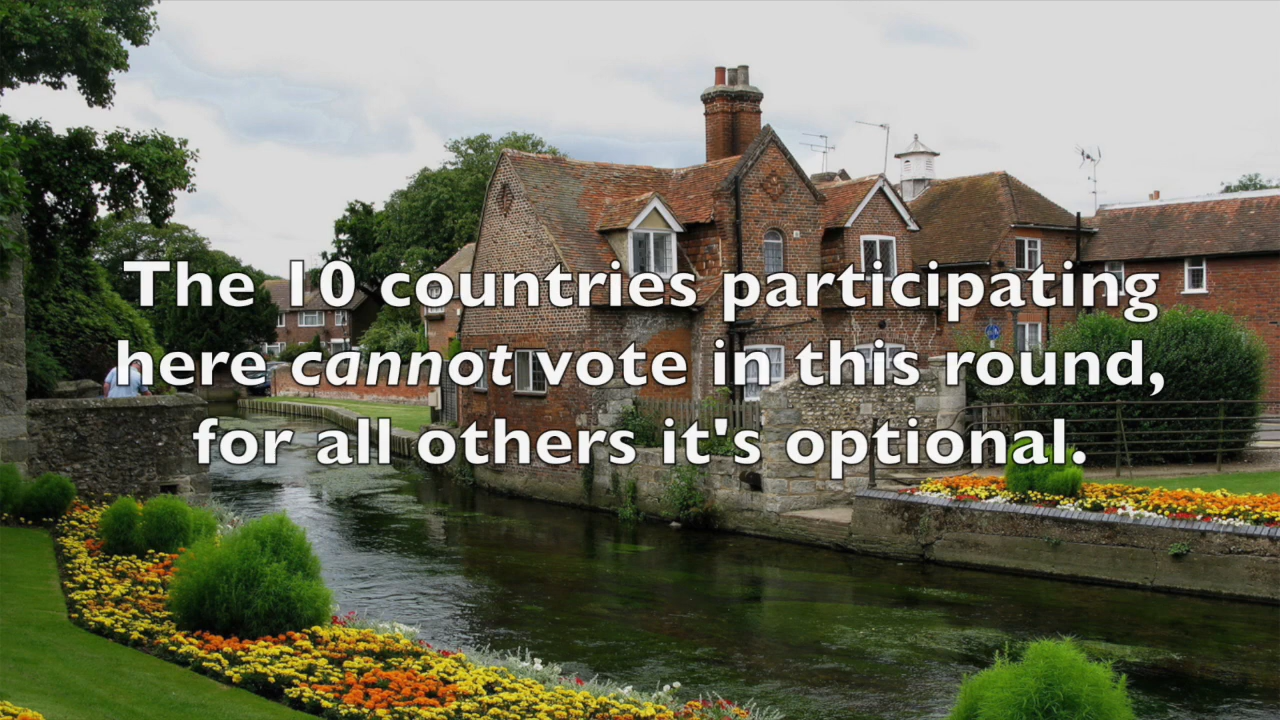 The 10 countries participating
here cannot vote in this round,
for all others it's optional.